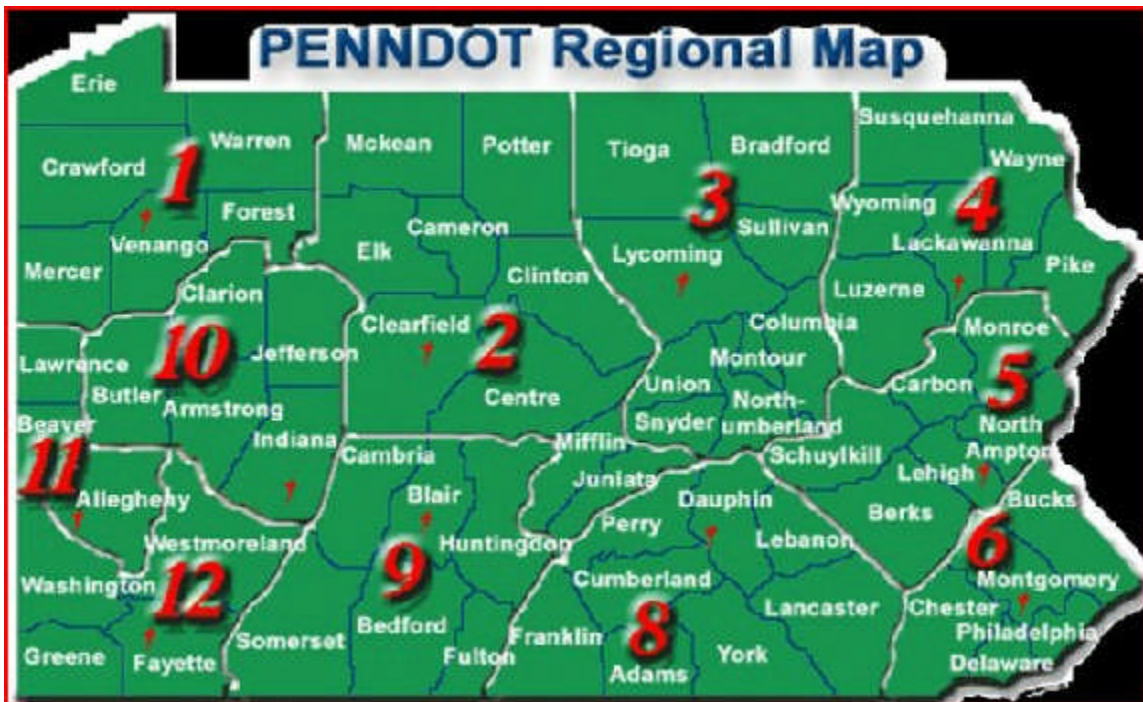 PENNDOT Regional Map
Erie
Warren
Mckean
Potter
Tioga
Bradford
Susquehanna
Wayne
Crawford
1
Forest
Venango
Mercer
Elk
Cameron
Clinton
3
Sullivan
Lycoming
Wyoming
4
Lackawanna
Pike
Luzerne
Clarion
10
Jefferson
Lawrence
Butler
Armstrong
Indiana
Clearfield
2
Centre
Columbia
Montour
Union
Snyder
North-
umberland
Monroe
Carbon
5
North
Ampton
Beaver
11
Allegheny
Cambria
Blair
Huntingdon
Mifflin
Juniata
Schuylkill
Lehigh
Bucks
Dauphin
Perry
Berks
Lebanon
6
Westmoreland
Washington
12
9
Cumberland
Lancaster
Montgomery
Chester
Philadelphia
Delaware
Greene
Fayette
Somerset
Bedford
Fulton
Franklin
8
Adams
York